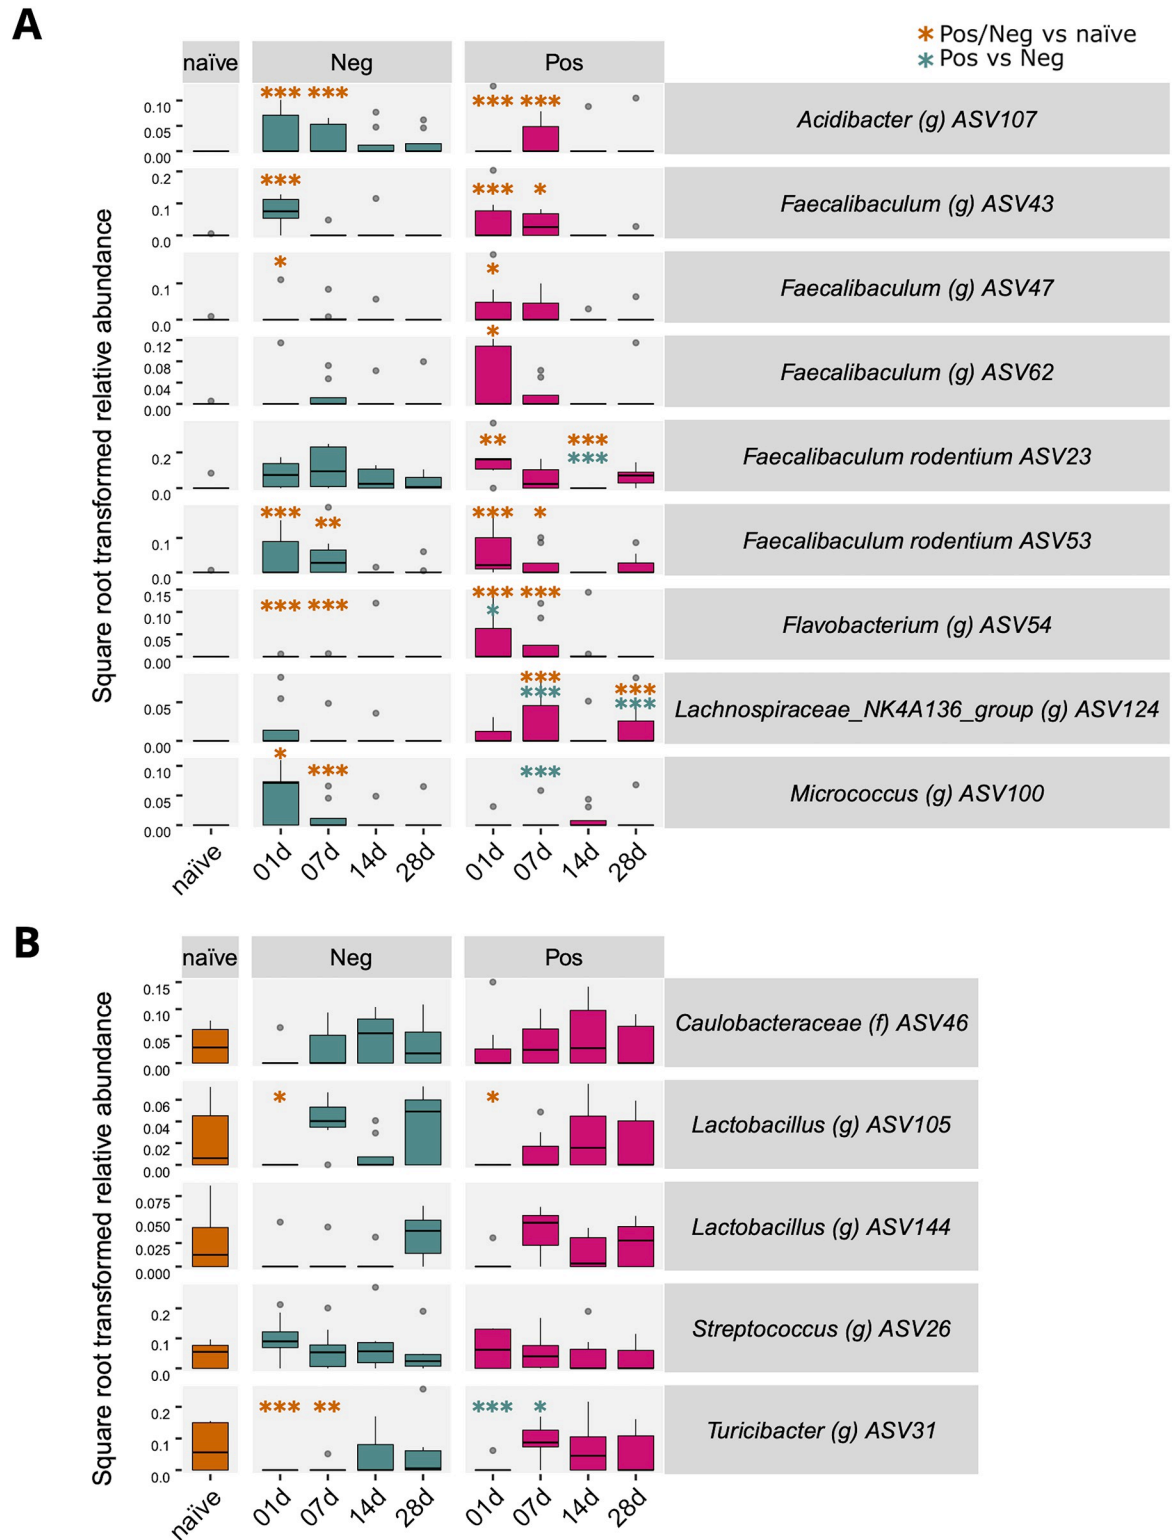 A
* Pos/Neg vs naïve
* Pos vs Neg
naïve Neg Pos
Square root transformed relative abundance
*** *** *** ***
0.10
0.05
0.00
Acidibacter (g) ASV107
*** *** *
0.2
0.1
0.0
Faecalibaculum (g) ASV43
* *
0.1
0.0
Faecalibaculum (g) ASV47
*
0.12
0.08
0.04
0.00
Faecalibaculum (g) ASV62
** ***
***
0.2
0.0
Faecalibaculum rodentium ASV23
*** ** *** *
0.1
0.0
Faecalibaculum rodentium ASV53
*** *** *** ***
*
0.15
0.10
0.05
0.00
Flavobacterium (g) ASV54
*** ***
*** ***
0.05
0.00
Lachnospiraceae_NK4A136_group (g) ASV124
* *** ***
0.10
0.05
0.00
Micrococcus (g) ASV100
naïve 01d 07d 14d 28d 01d 07d 14d 28d
B
naïve Neg Pos
Square root transformed relative abundance
0.15
0.10
0.05
0.00
Caulobacteraceae (f) ASV46
* *
0.06
0.04
0.02
0.00
Lactobacillus (g) ASV105
0.075
0.050
0.025
0.000
Lactobacillus (g) ASV144
0.2
0.1
0.0
Streptococcus (g) ASV26
*** ** *** *
0.2
0.1
0.0
Turicibacter (g) ASV31
naïve 01d 07d 14d 28d 01d 07d 14d 28d